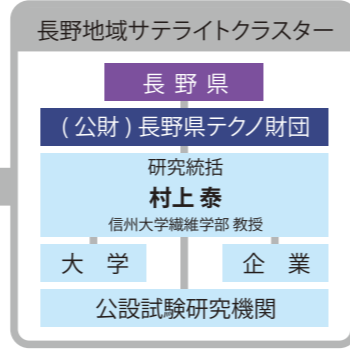 長野地域サテライトクラスター
長 野 県
( 公財 ) 長野県テクノ財団
研究統括
村上 泰
信州大学繊維学部 教授
大　学
企　業
公設試験研究機関